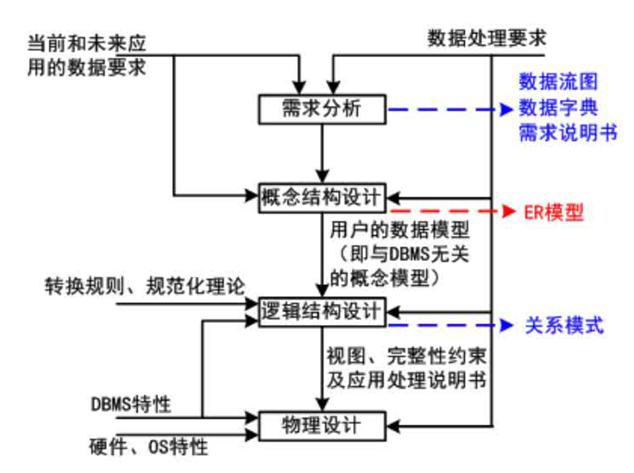 当前和未来应
用的数据要求
数据处理要求
需求分析
数据流图
数据字典
需求说明书
概念结构设计
ER模型
用户的数据模型
（即与DBMS无关
的概念模型）
转换规则、规范化理论
逻辑结构设计
关系模式
视图、完整性约束
及应用处理说明书
DBMS特性
物理设计
硬件、OS特性